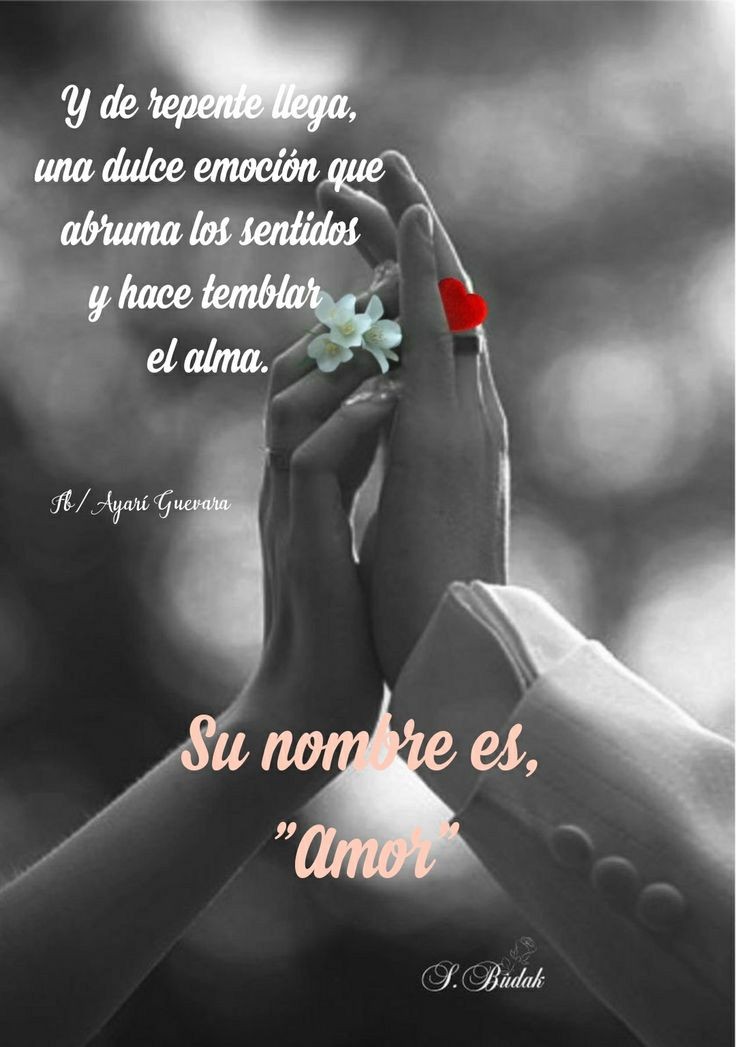 Y de repente llega,
una dulce emoción que
abruma los sentidos
y hace temblar
el alma.
Fb/Ayarí Guevara
Su nombre es,
"Amor"
S. Büdak